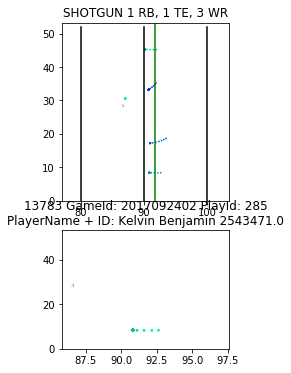 SHOTGUN 1 RB, 1 TE, 3 WR
50
40
30
20
10
0
80 90 100
13783 GameId: 2017092402 PlayId: 285
PlayerName + ID: Kelvin Benjamin 2543471.0
40
20
0
87.5 90.0 92.5 95.0 97.5